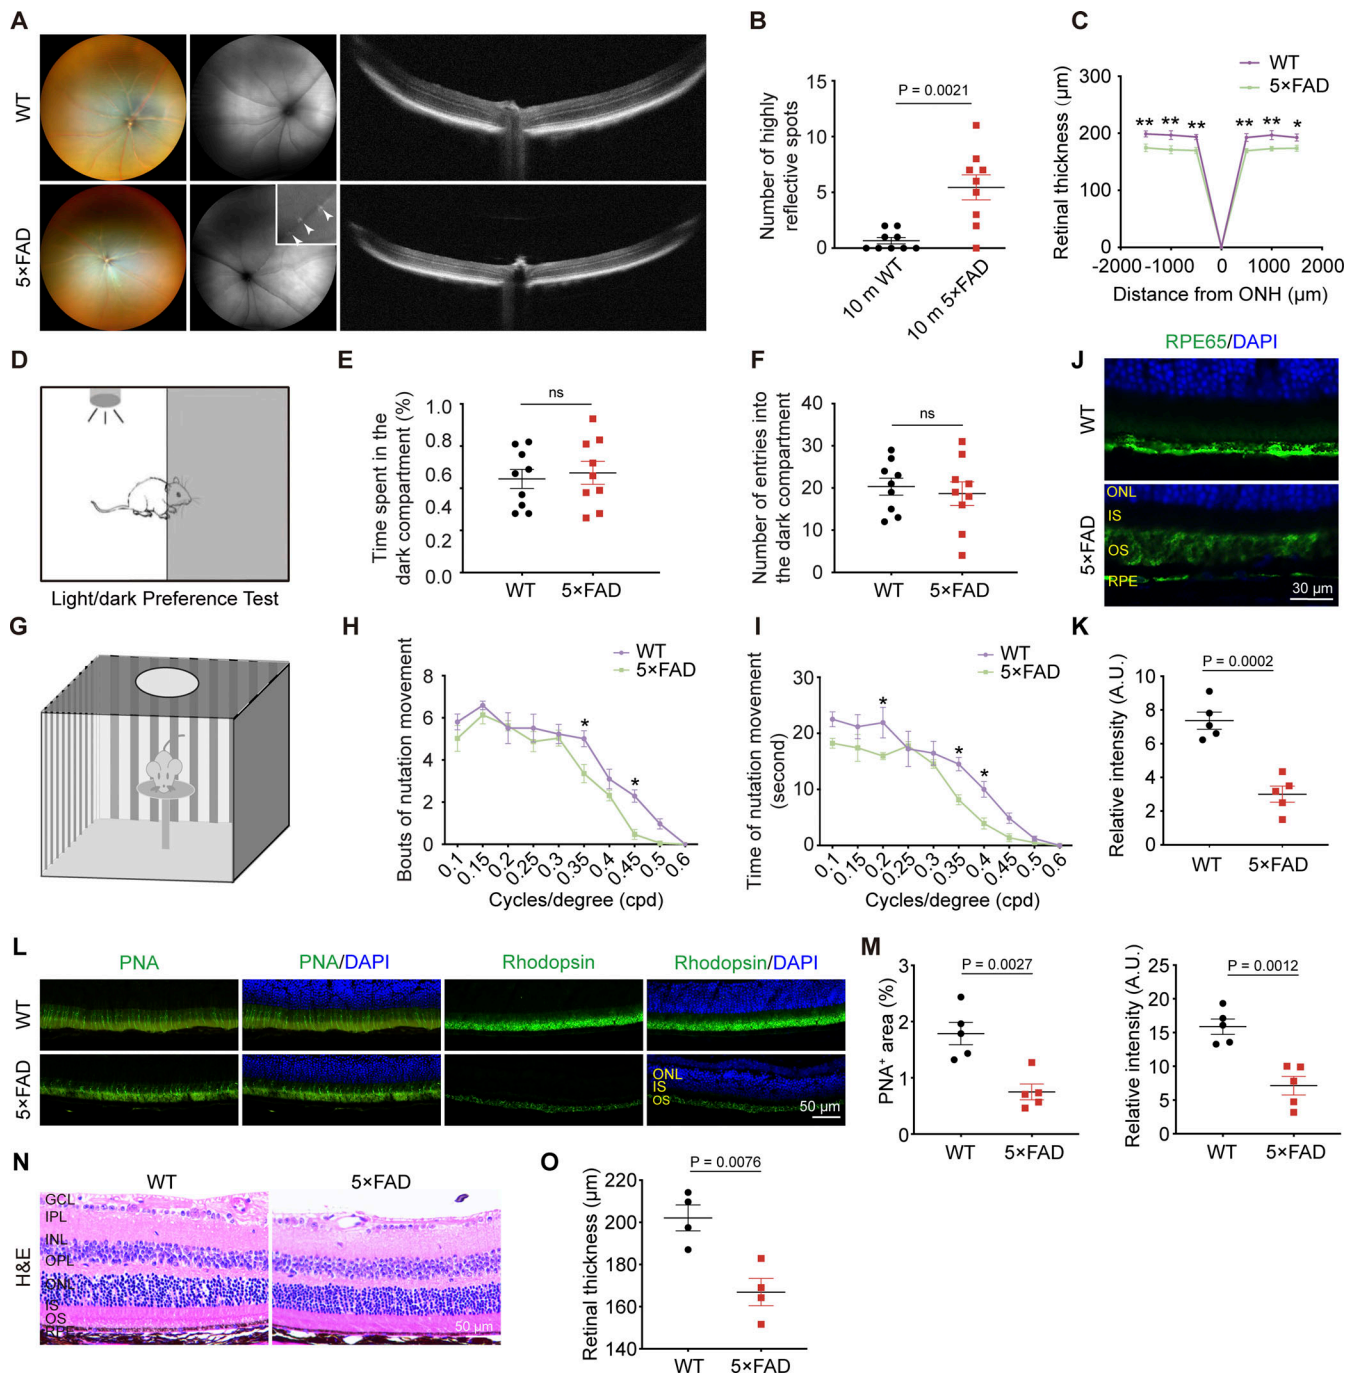 A
WT
5×FAD
B
Number of highly
reflective spots
15
10
5
0
P = 0.0021
10 m WT
10 m 5×FAD
C
WT
5×FAD
Retinal thickness (μm)
300
200
100
0
** ** ** ** ** *
-2000 -1000 0 1000 2000
Distance from ONH (μm)
D
Light/dark Preference Test
E
Time spent in the
dark compartment (%)
1.0
0.8
0.6
0.4
0.2
0.0
ns
WT 5×FAD
F
Number of entries into
the dark compartment
40
30
20
10
0
ns
WT 5×FAD
J
RPE65/DAPI
WT
5×FAD
ONL
IS
OS
RPE
30 μm
G
H
WT
5×FAD
Bouts of nutation movement
8
6
4
2
0
* *
0.1 0.15 0.2 0.25 0.3 0.35 0.4 0.45 0.5 0.6
Cycles/degree (cpd)
I
WT
5×FAD
Time of nutation movement
(second)
30
20
10
0
* * *
0.1 0.15 0.2 0.25 0.3 0.35 0.4 0.45 0.5 0.6
Cycles/degree (cpd)
K
Relative intensity (A.U.)
10
8
6
4
2
0
P = 0.0002
WT 5×FAD
L
PNA PNA/DAPI Rhodopsin Rhodopsin/DAPI
WT
5×FAD
ONL
IS
OS
50 μm
M
PNA⁺ area (%)
3
2
1
0
P = 0.0027
WT 5×FAD
Relative intensity (A.U.)
25
20
15
10
5
0
P = 0.0012
WT 5×FAD
N
WT 5×FAD
H&E
GCL
IPL
INL
OPL
ONL
IS
OS
RPE
50 μm
O
Retinal thickness (μm)
220
200
180
160
140
P = 0.0076
WT 5×FAD